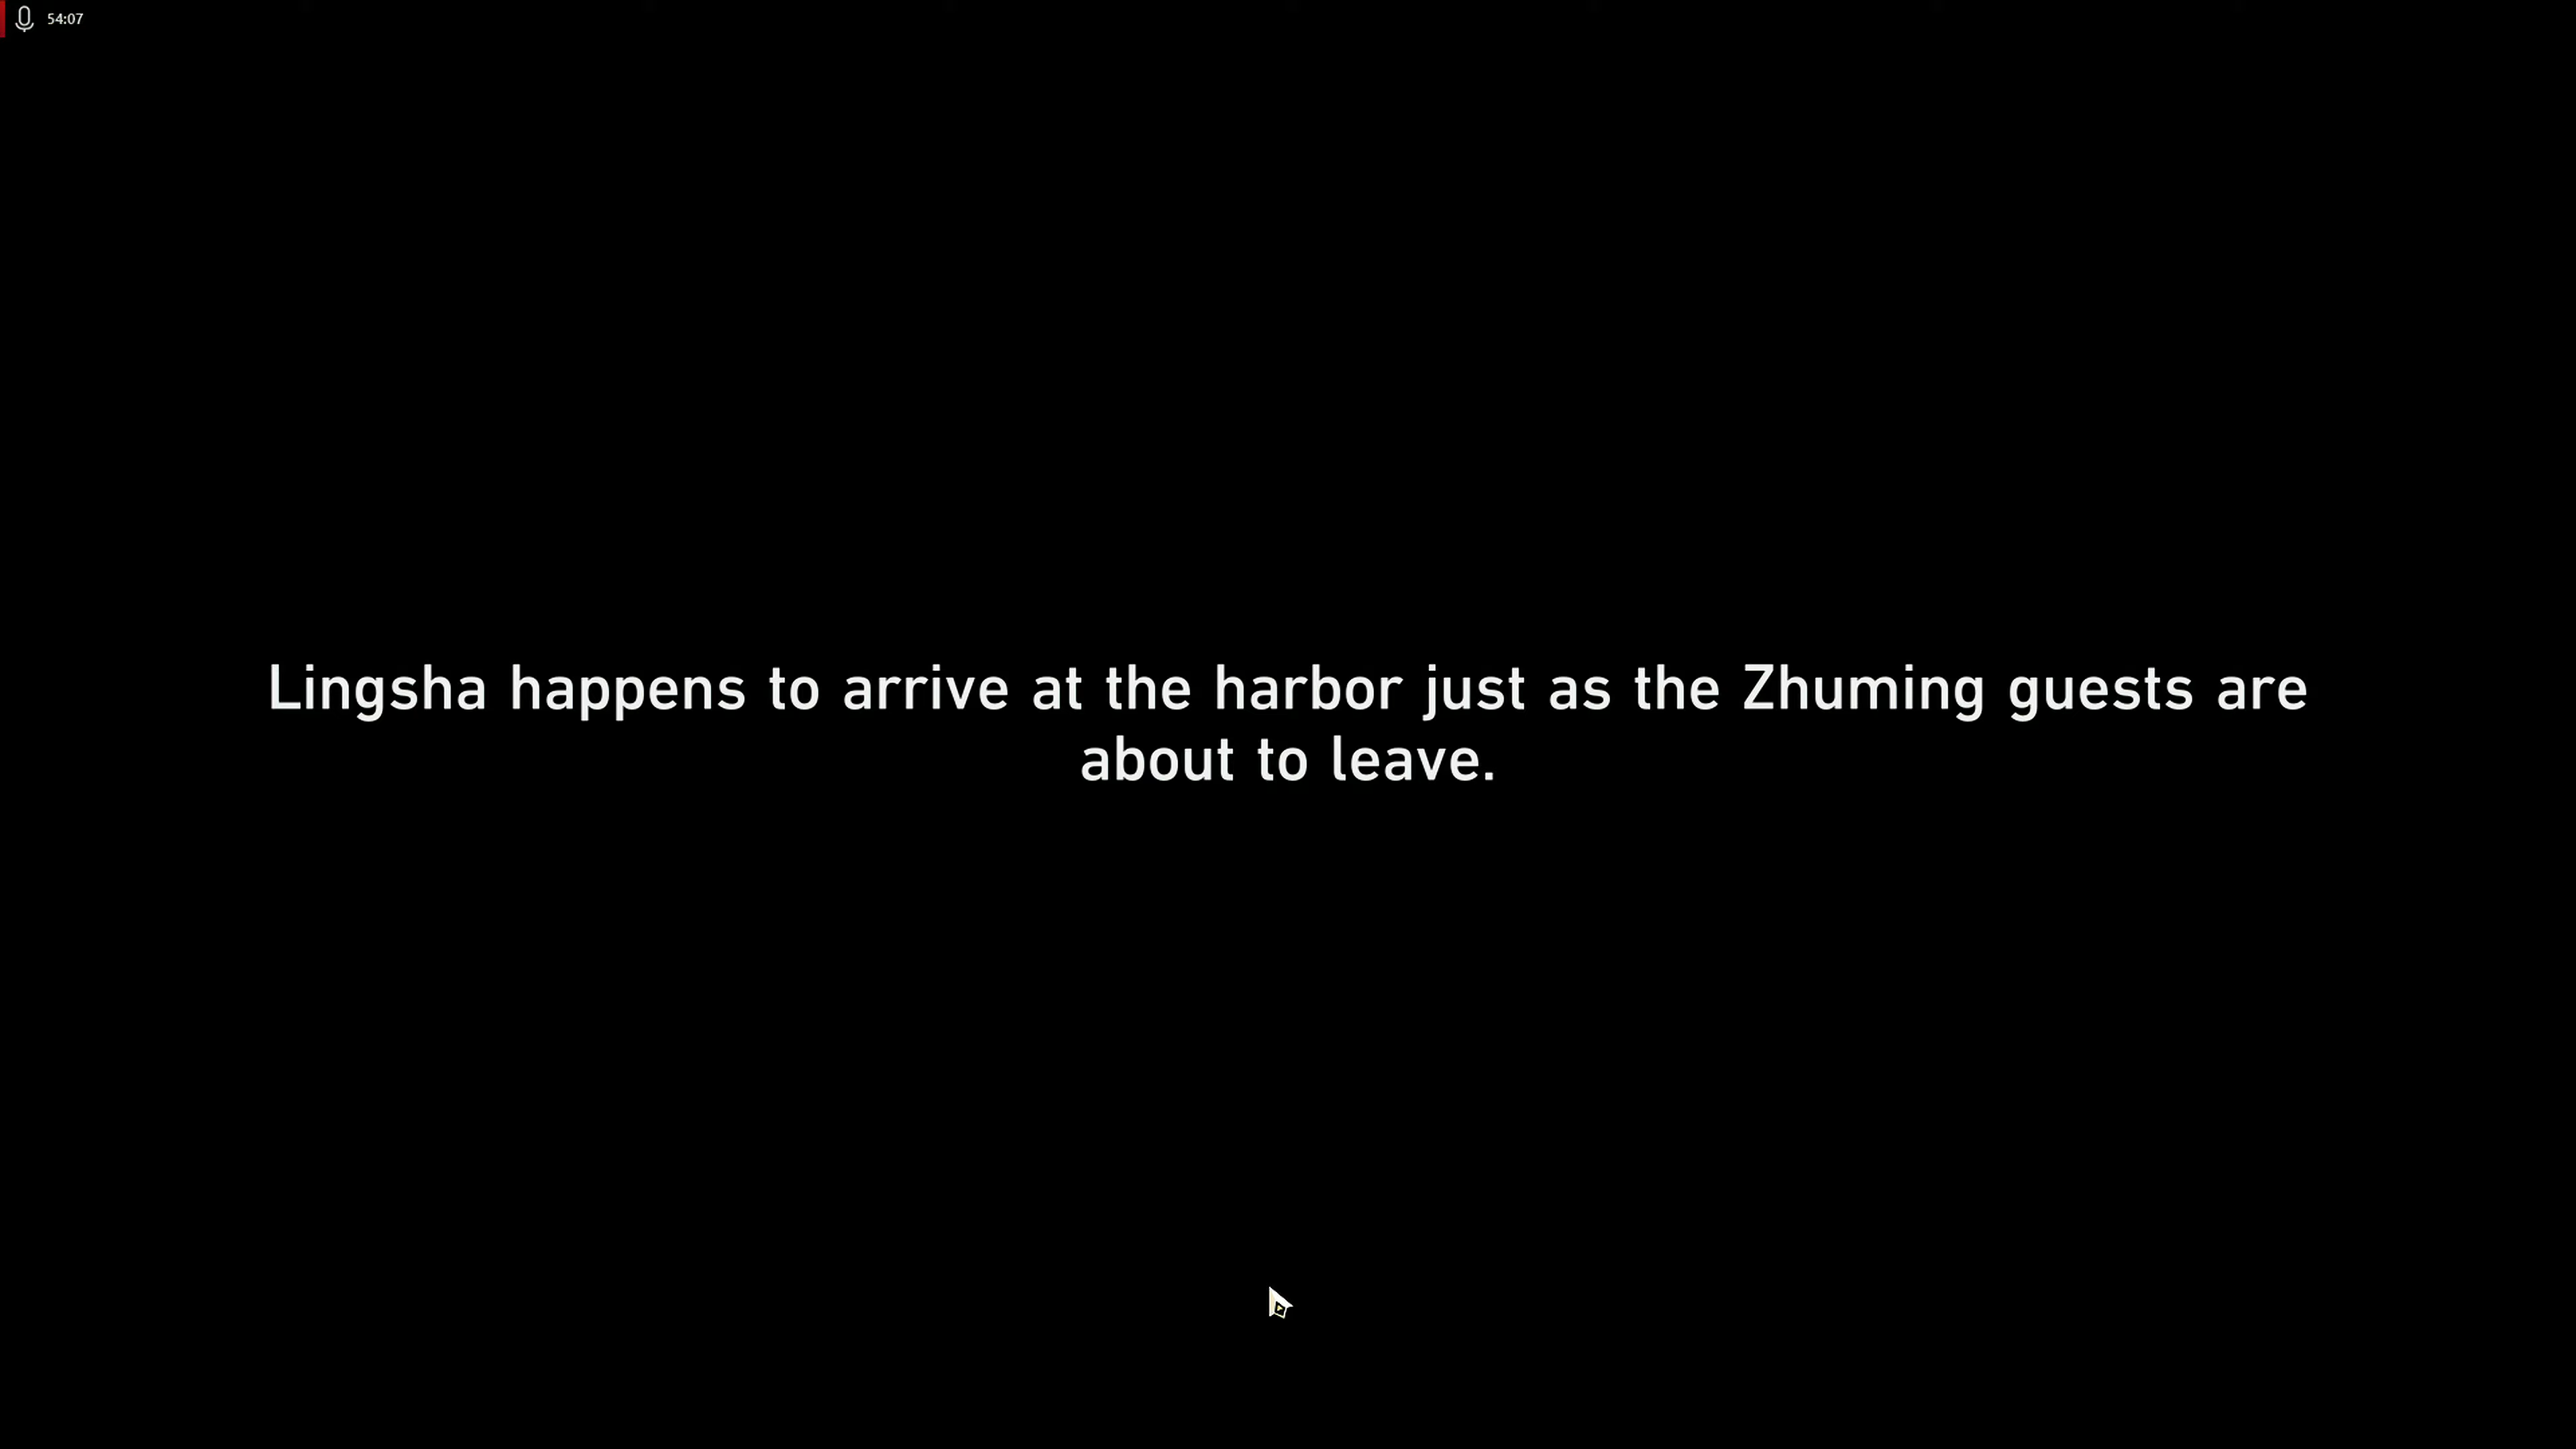 54:07
Lingsha happens to arrive at the harbor just as the Zhuming guests are
about to leave.